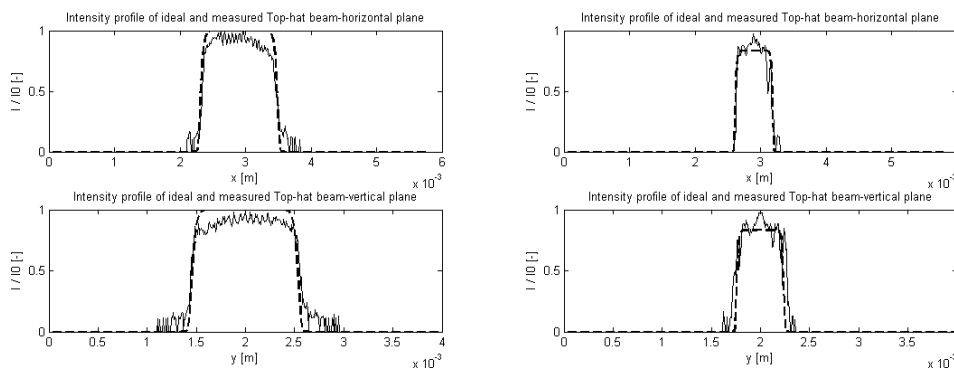 Intensity profile of ideal and measured Top-hat beam-horizontal plane
1
0.5
0
I / I0 [-]
0 1 2 3 4 5 6
x [m]
x 10⁻³
Intensity profile of ideal and measured Top-hat beam-horizontal plane
1
0.5
0
I / I0 [-]
0 1 2 3 4 5
x [m]
x 10⁻³
Intensity profile of ideal and measured Top-hat beam-vertical plane
1
0.5
0
I / I0 [-]
0 0.5 1 1.5 2 2.5 3 3.5 4
y [m]
x 10⁻³
Intensity profile of ideal and measured Top-hat beam-vertical plane
1
0.5
0
I / I0 [-]
0 0.5 1 1.5 2 2.5 3 3.5
y [m]
x 10⁻³